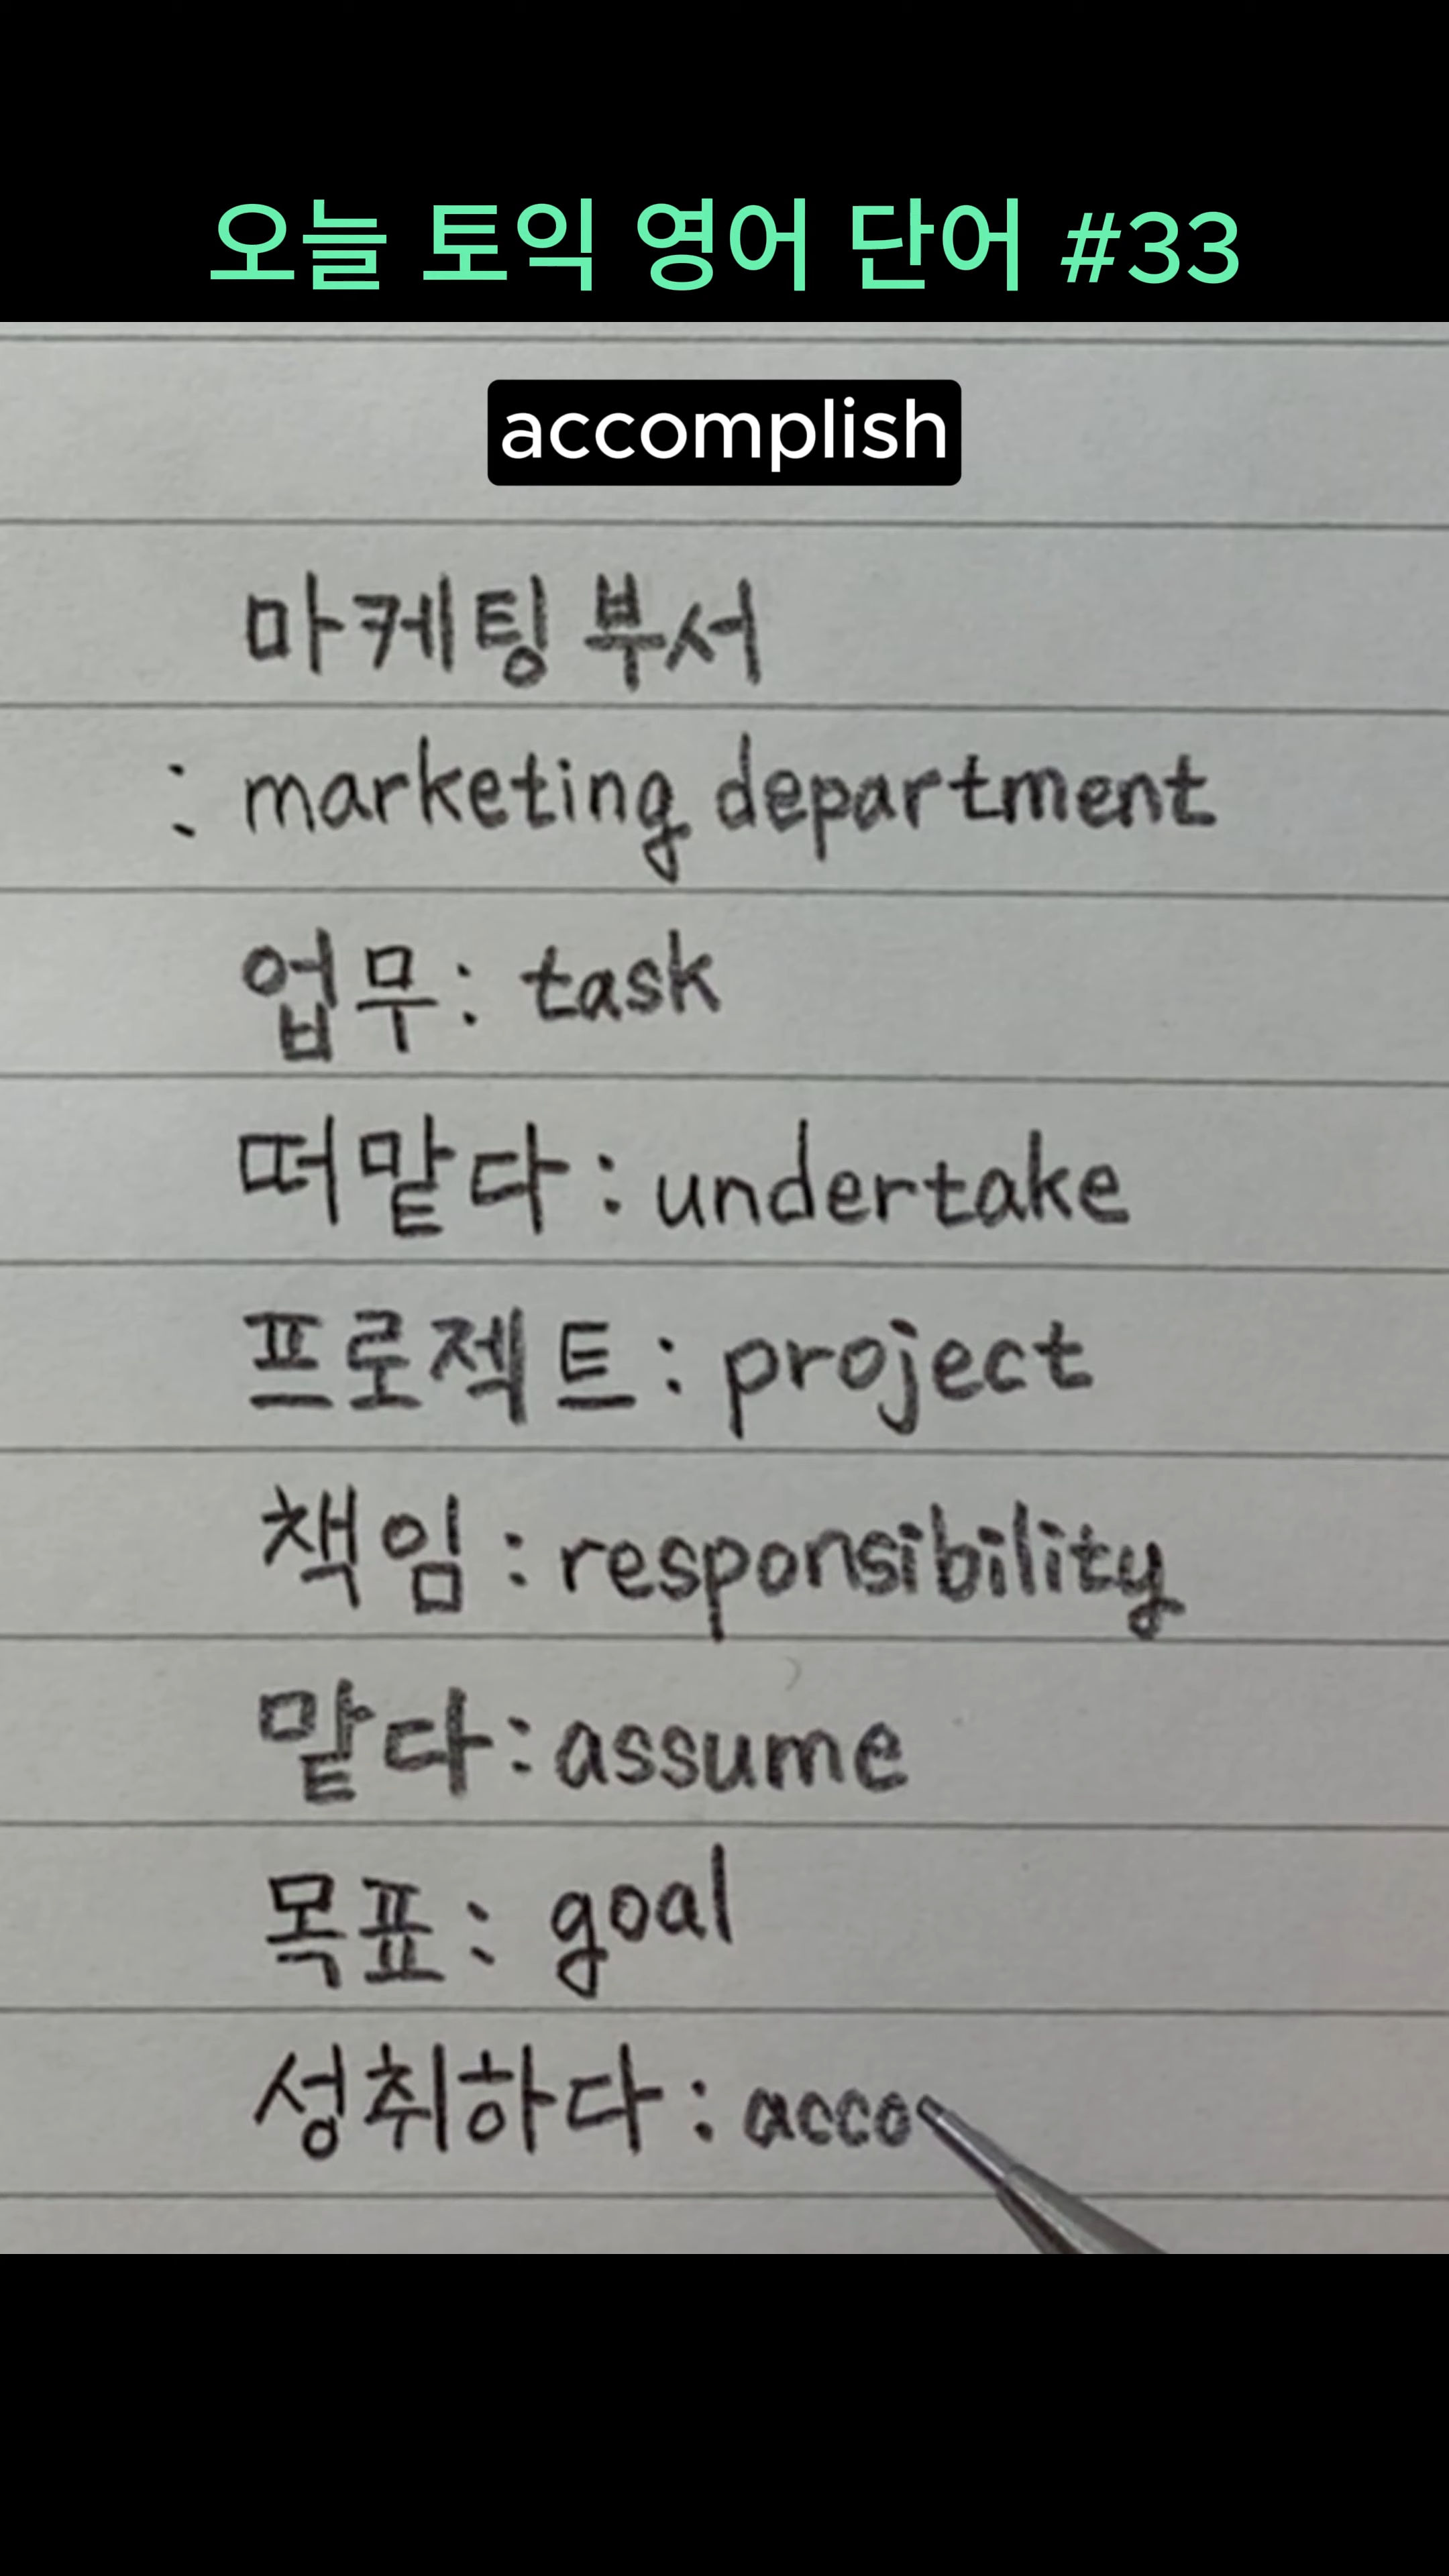 오늘 토익 영어 단어 #33
accomplish
마케팅 부서
: marketing department
업무: task
떠맡다: undertake
프로젝트: project
책임: responsibility
맡다: assume
목표: goal
성취하다: acco